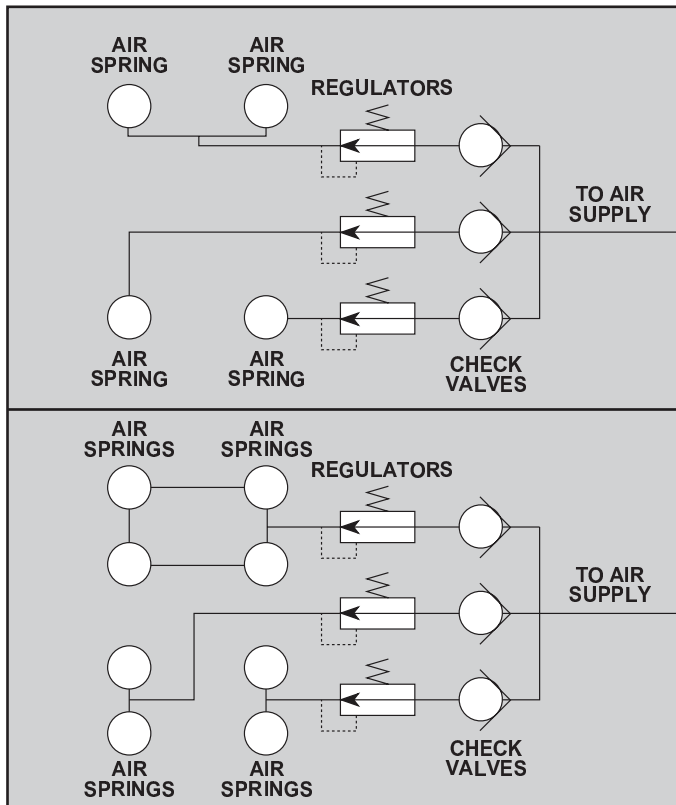 AIR
SPRING
AIR
SPRING
REGULATORS
TO AIR
SUPPLY
AIR
SPRING
AIR
SPRING
CHECK
VALVES
AIR
SPRINGS
AIR
SPRINGS
REGULATORS
TO AIR
SUPPLY
AIR
SPRINGS
AIR
SPRINGS
CHECK
VALVES